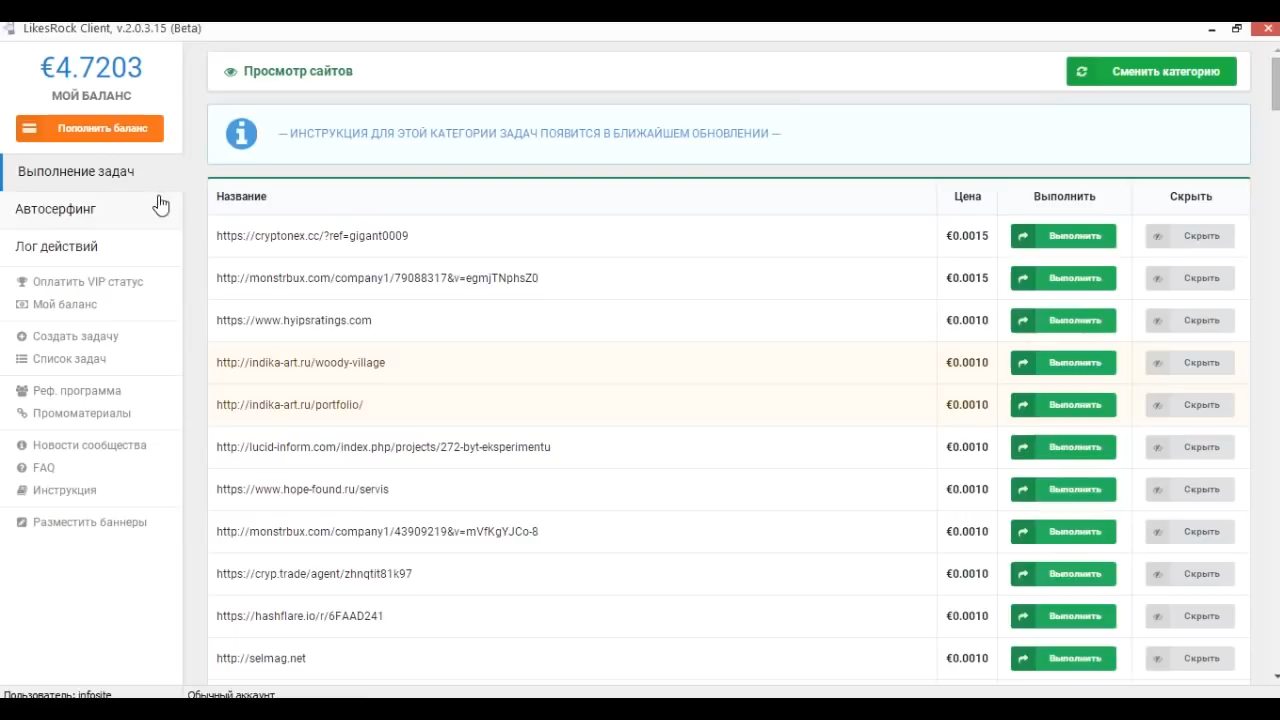 LikesRock Client, v.2.0.3.15 (Beta)
€4.7203
МОЙ БАЛАНС
Пополнить баланс
Выполнение задач
Автосерфинг
Лог действий
Оплатить VIP статус
Мой баланс
Создать задачу
Список задач
Реф. программа
Промоматериалы
Новости сообщества
FAQ
Инструкция
Разместить баннеры
Просмотр сайтов
Сменить категорию
— ИНСТРУКЦИЯ ДЛЯ ЭТОЙ КАТЕГОРИИ ЗАДАЧ ПОЯВИТСЯ В БЛИЖАЙШЕМ ОБНОВЛЕНИИ —
Название Цена Выполнить Скрыть
https://cryptonex.cc/?ref=gigant0009 €0.0015 Выполнить Скрыть
http://monstrbux.com/company1/79088317&v=egmjTNphsZ0 €0.0015 Выполнить Скрыть
https://www.hyipsratings.com €0.0010 Выполнить Скрыть
http://indika-art.ru/woody-village €0.0010 Выполнить Скрыть
http://indika-art.ru/portfolio/ €0.0010 Выполнить Скрыть
http://lucid-inform.com/index.php/projects/272-byt-eksperimentu €0.0010 Выполнить Скрыть
https://www.hope-found.ru/servis €0.0010 Выполнить Скрыть
http://monstrbux.com/company1/43909219&v=mVfKgYJCo-8 €0.0010 Выполнить Скрыть
https://cryp.trade/agent/zhnqtit81k97 €0.0010 Выполнить Скрыть
https://hashflare.io/r/6FAAD241 €0.0010 Выполнить Скрыть
http://selmag.net €0.0010 Выполнить Скрыть
Пользователь: infosite Обычный аккаунт